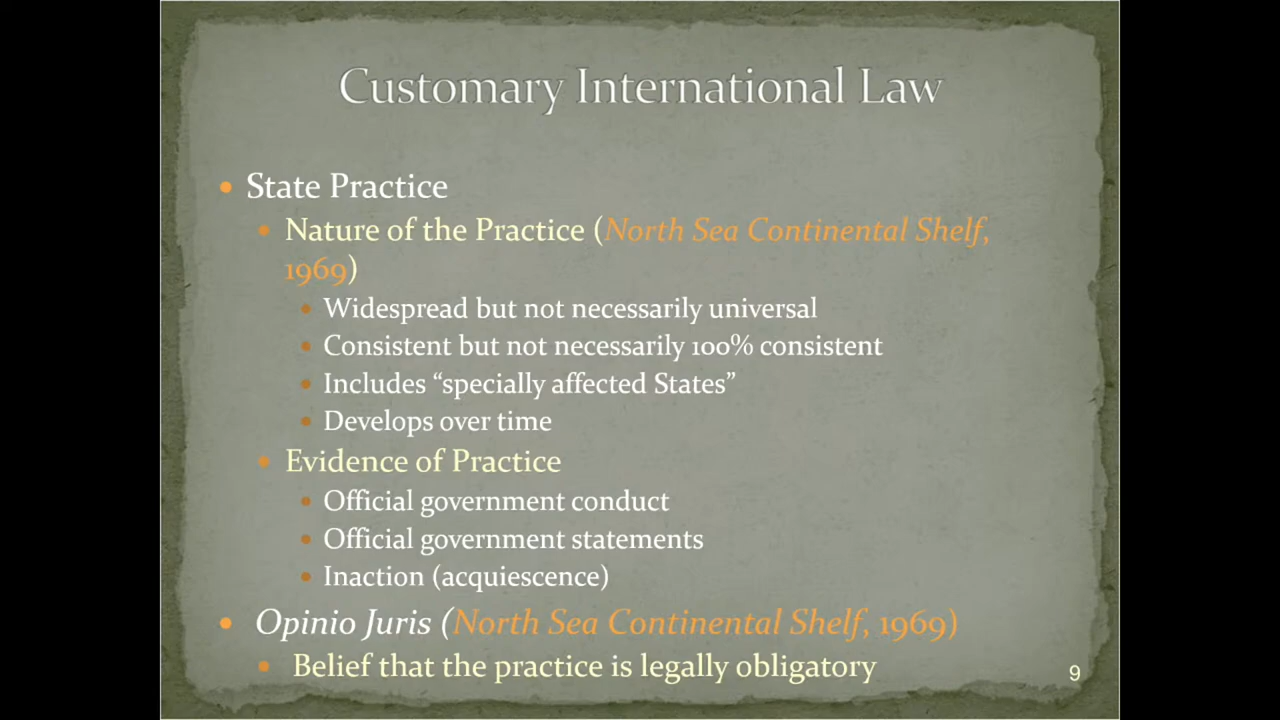 Customary International Law
• State Practice
• Nature of the Practice (North Sea Continental Shelf,
1969)
• Widespread but not necessarily universal
• Consistent but not necessarily 100% consistent
• Includes “specially affected States”
• Develops over time
• Evidence of Practice
• Official government conduct
• Official government statements
• Inaction (acquiescence)
• Opinio Juris (North Sea Continental Shelf, 1969)
• Belief that the practice is legally obligatory
9